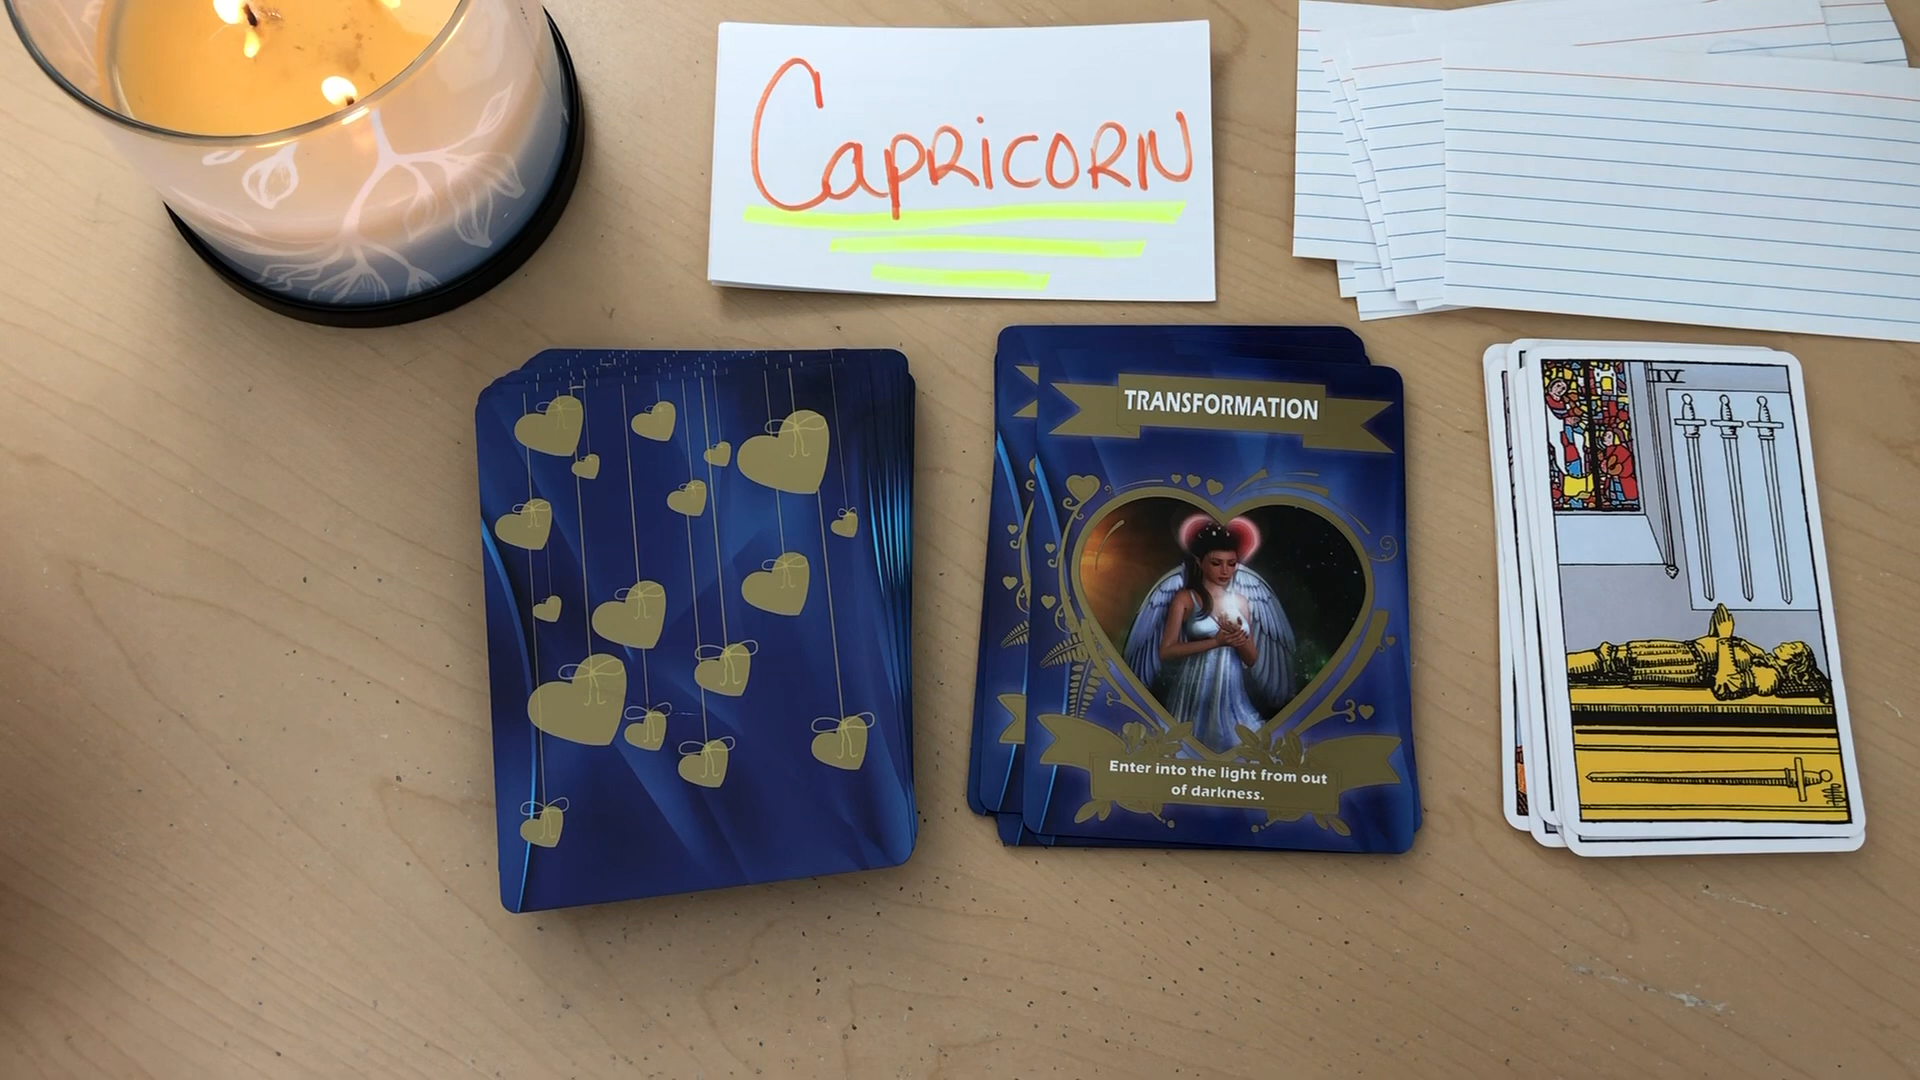 CapRicoRN
TRANSFORMATION
Enter into the light from out
of darkness.
IV